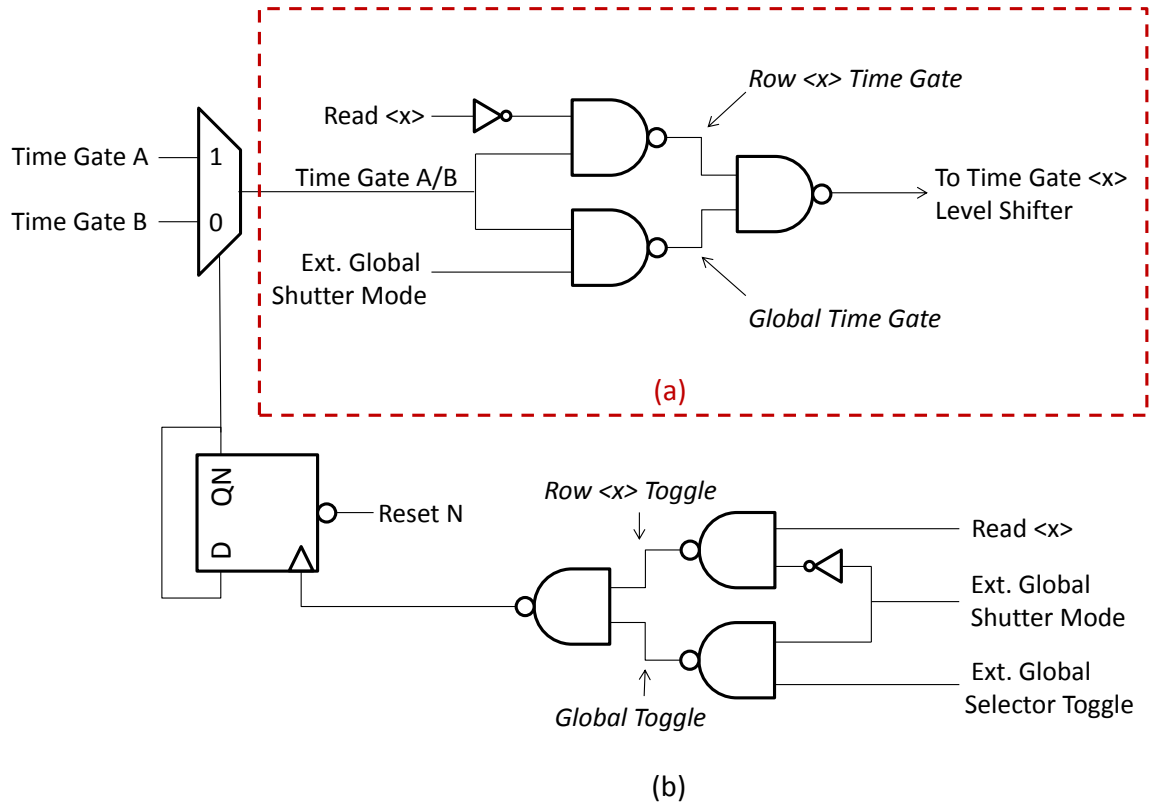 Row <x> Time Gate
Read <x>
Time Gate A
1
Time Gate A/B
To Time Gate <x>
Level Shifter
Time Gate B
0
Ext. Global
Shutter Mode
Global Time Gate
(a)
QN
D
Reset N
Row <x> Toggle
Read <x>
Ext. Global
Shutter Mode
Ext. Global
Selector Toggle
Global Toggle
(b)